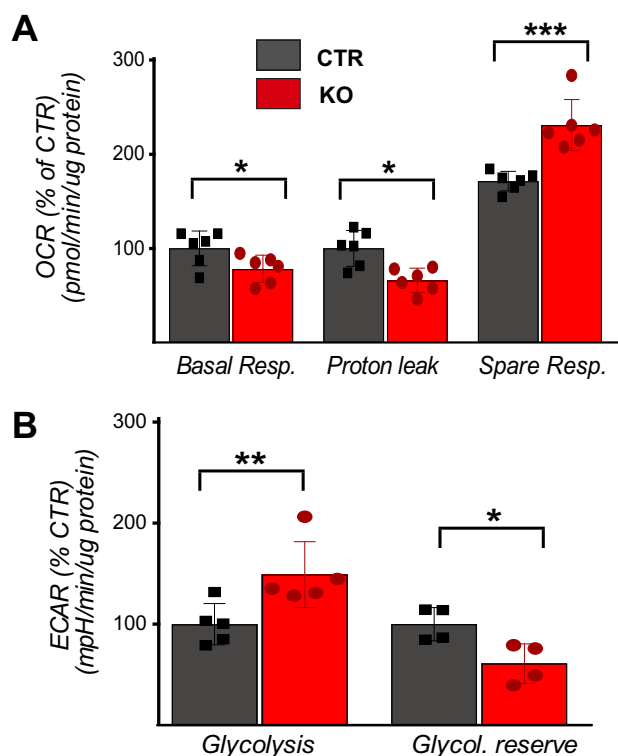 A
OCR (% of CTR)
(pmol/min/ug protein)
300
200
100
CTR
KO
*
*
***
Basal Resp.
Proton leak
Spare Resp.
B
ECAR (% CTR)
(mpH/min/ug protein)
300
200
100
**
*
Glycolysis
Glycol. reserve